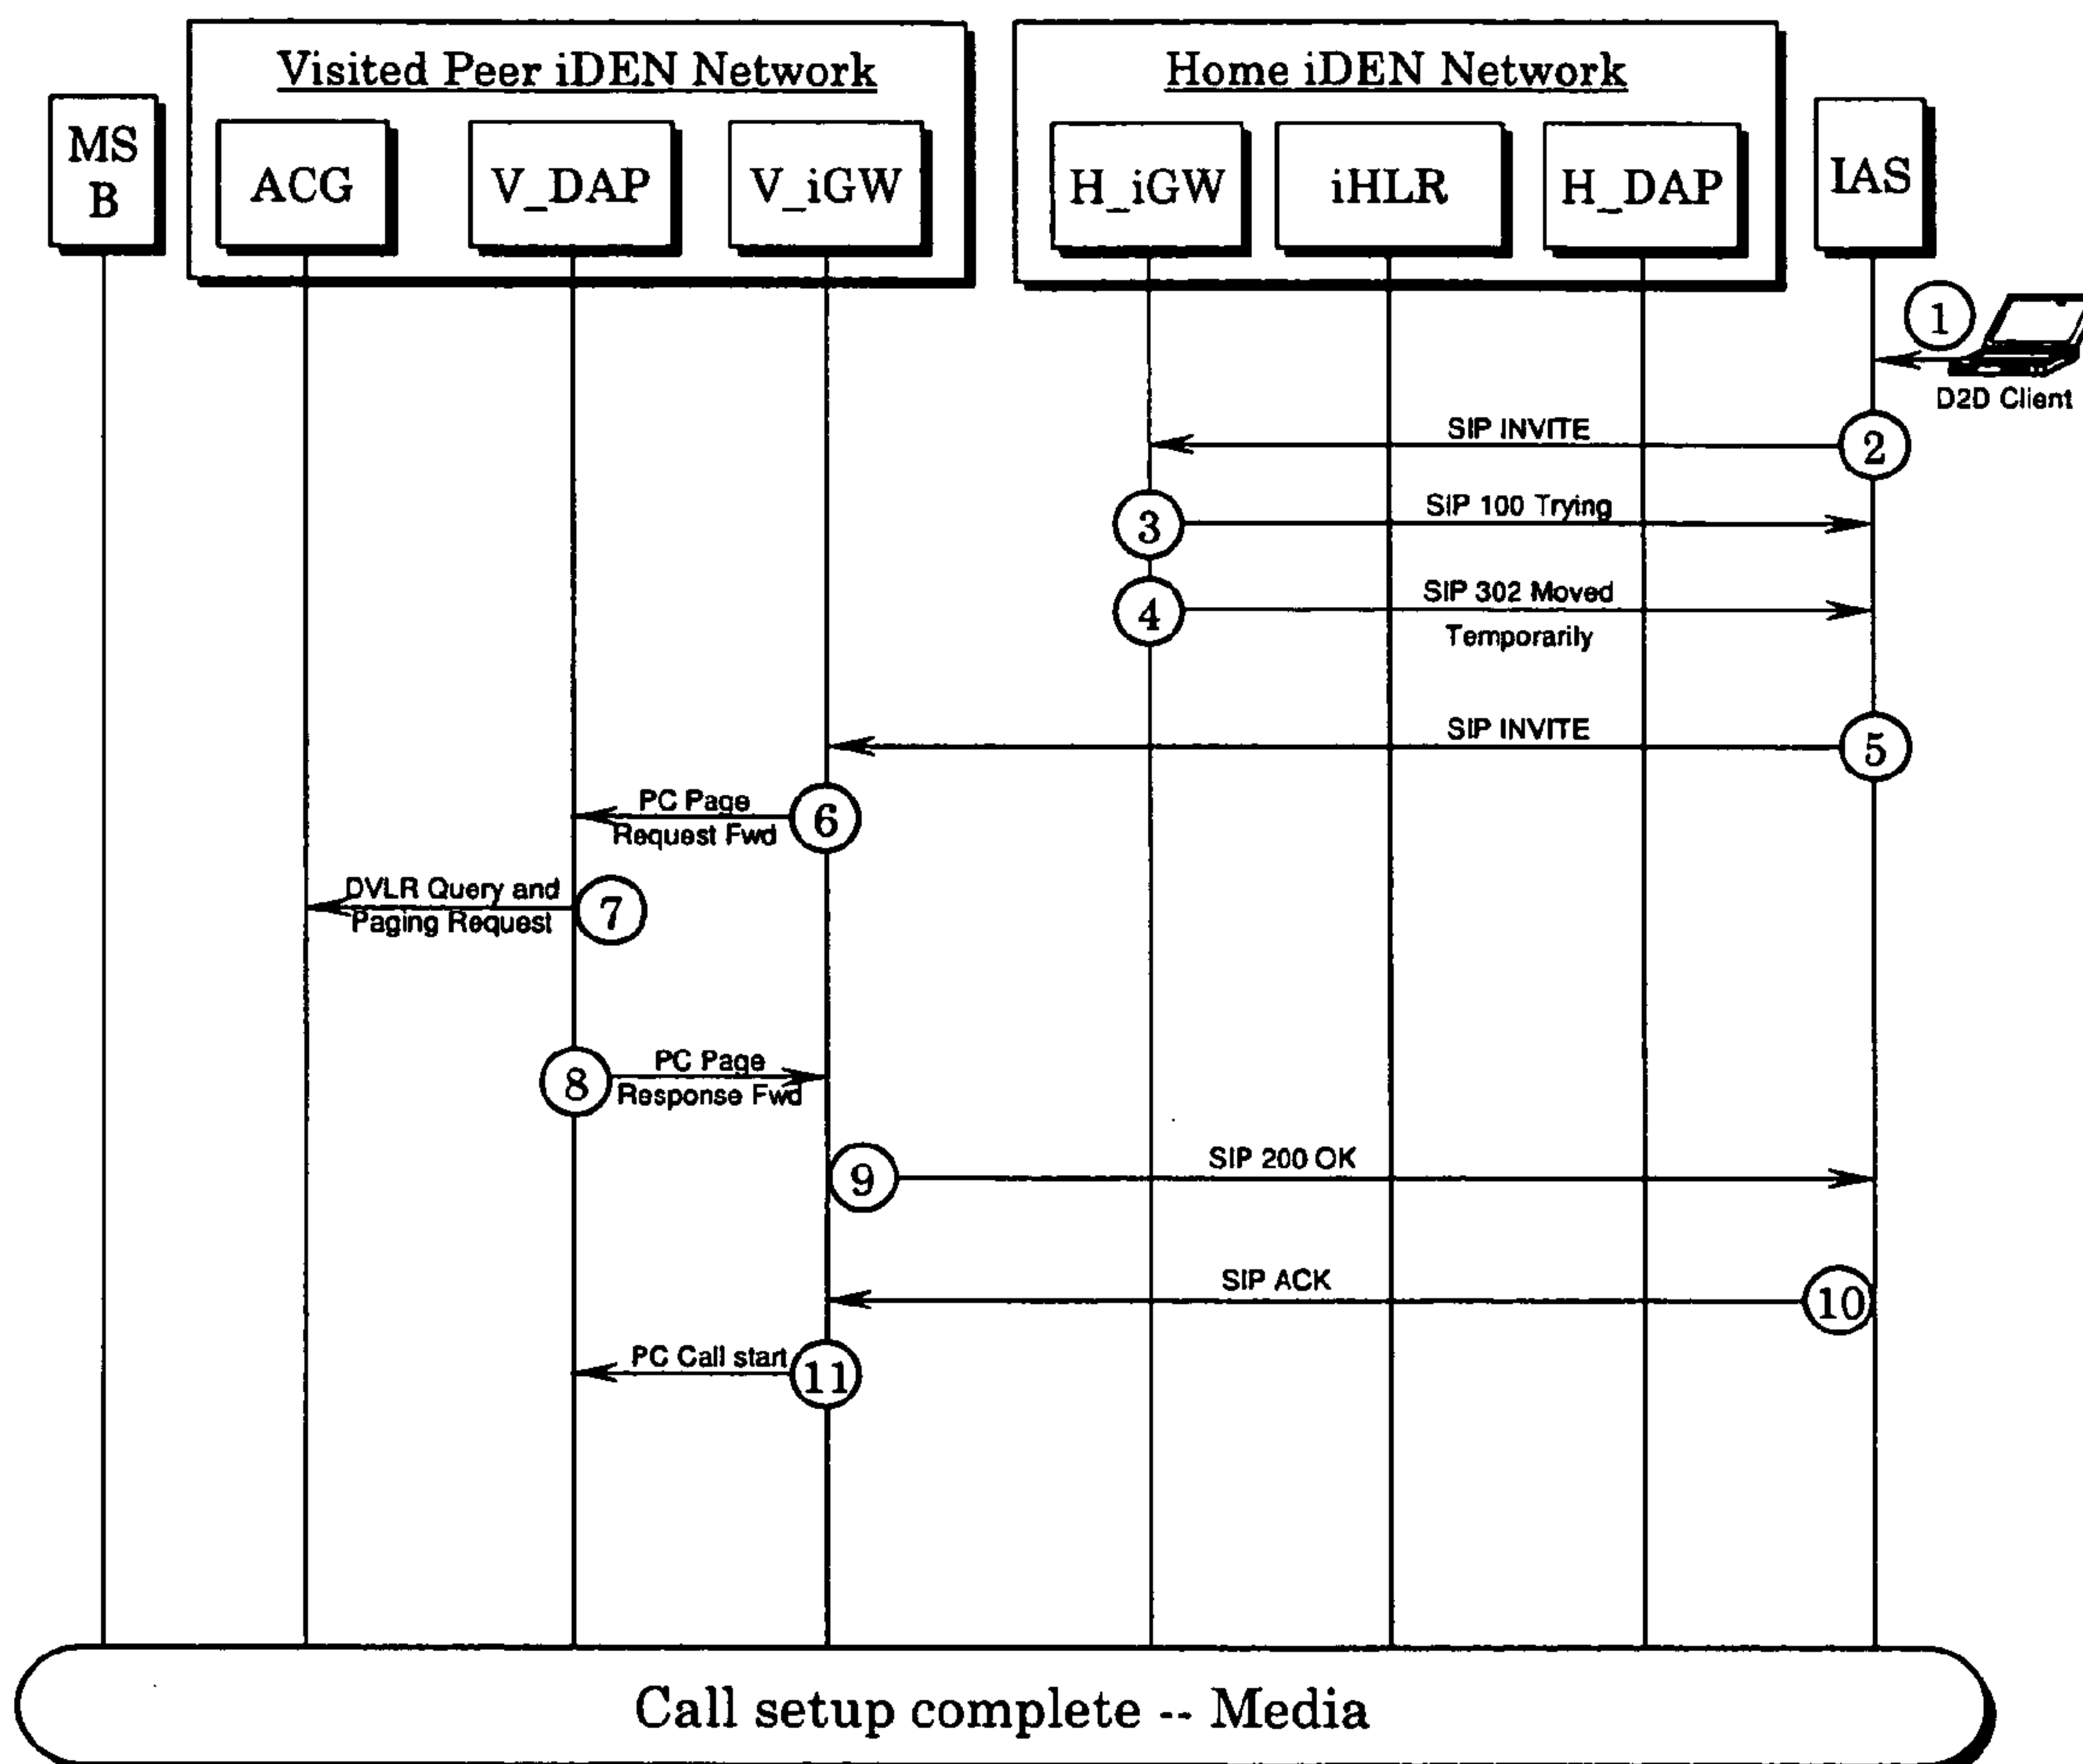 Visited Peer iDEN Network
Home iDEN Network
MS
B
ACG
V_DAP
V_iGW
H_iGW
iHLR
H_DAP
IAS
1
D2D Client
SIP INVITE
2
3
SIP 100 Trying
4
SIP 302 Moved
Temporarily
SIP INVITE
5
PC Page
Request Fwd
6
DVLR Query and
Paging Request
7
8
PC Page
Response Fwd
9
SIP 200 OK
SIP ACK
10
PC Call start
11
Call setup complete -- Media